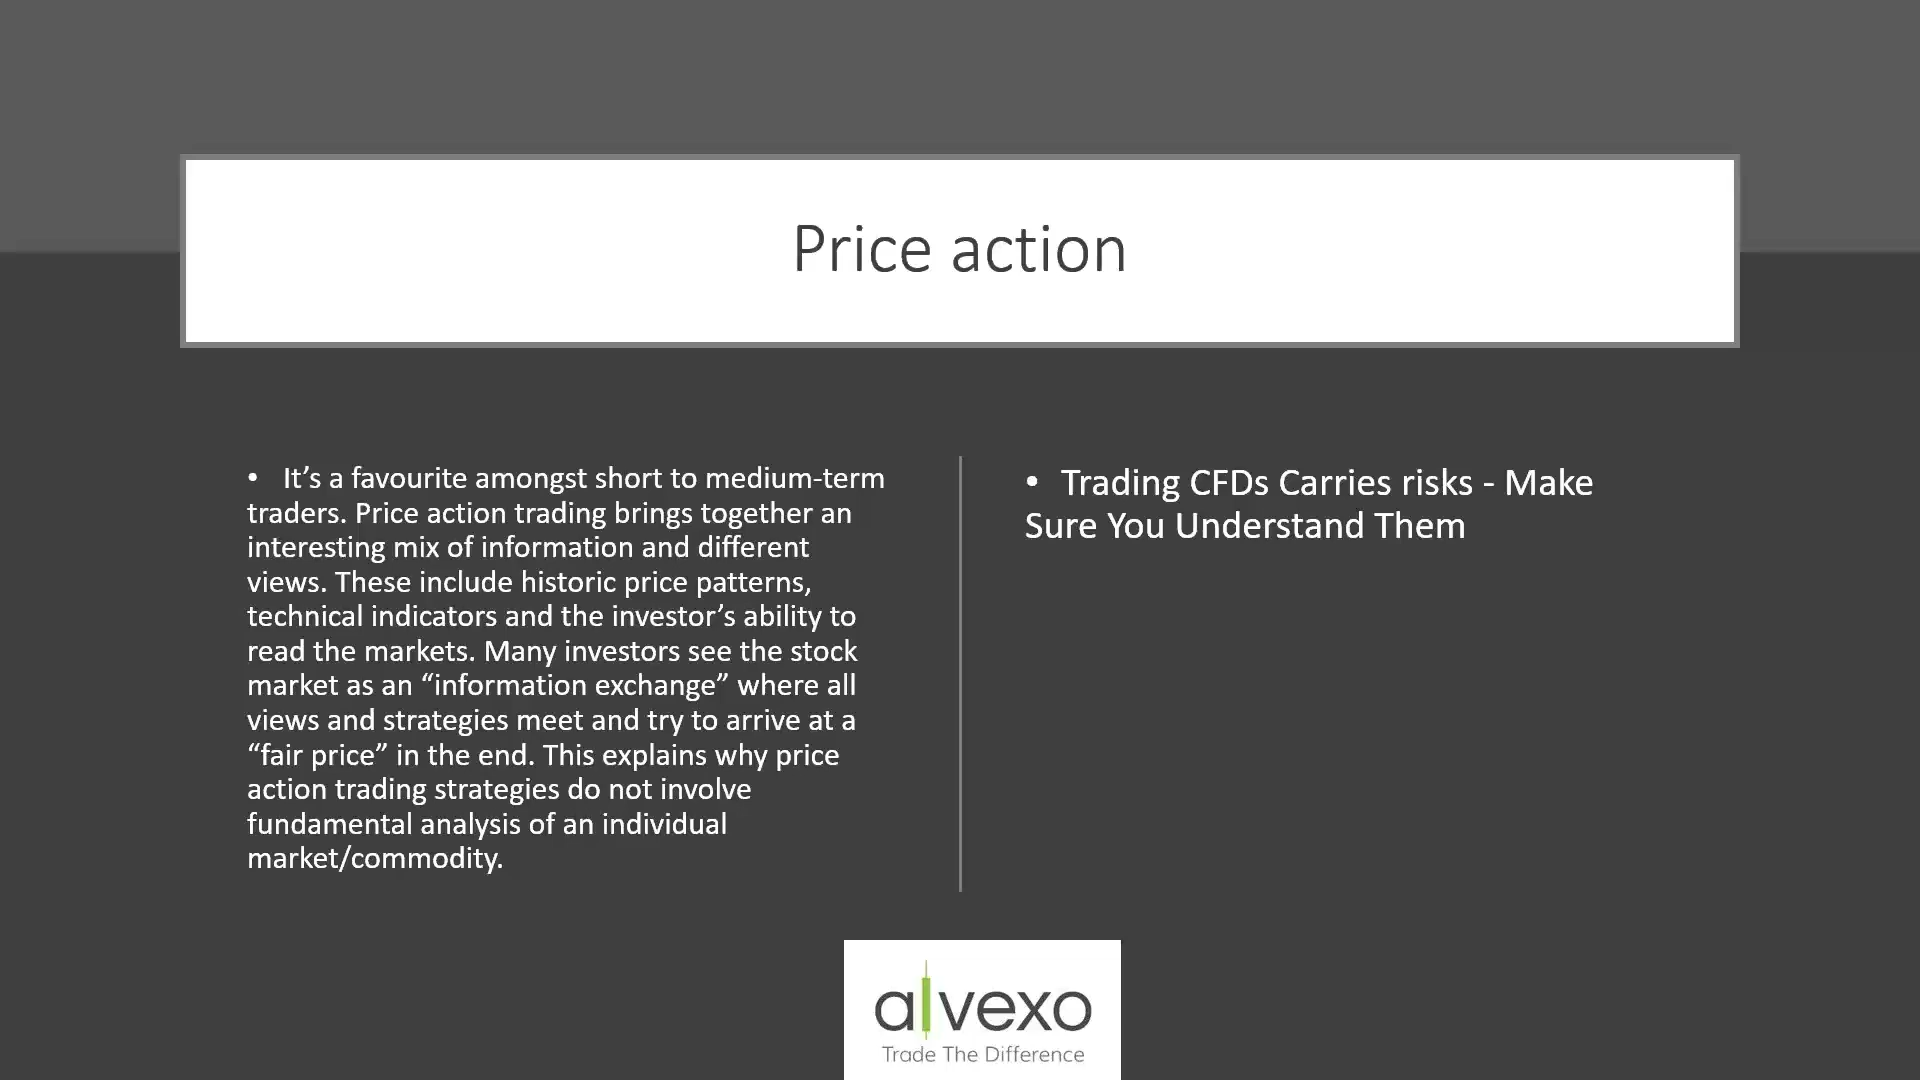 Price action
• It’s a favourite amongst short to medium-term
traders. Price action trading brings together an
interesting mix of information and different
views. These include historic price patterns,
technical indicators and the investor’s ability to
read the markets. Many investors see the stock
market as an “information exchange” where all
views and strategies meet and try to arrive at a
“fair price” in the end. This explains why price
action trading strategies do not involve
fundamental analysis of an individual
market/commodity.
• Trading CFDs Carries risks - Make
Sure You Understand Them
alvexo
Trade The Difference